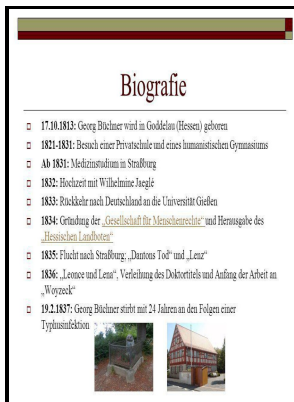 Biografie
17.10.1813: Georg Büchner wird in Goddelau (Hessen) geboren
1821-1831: Besuch einer Privatschule und eines humanistischen Gymnasiums
Ab 1831: Medizinstudium in Straßburg
1832: Hochzeit mit Wilhelmine Jaeglé
1833: Rückkehr nach Deutschland an die Universität Gießen
1834: Gründung der „Gesellschaft für Menschenrechte" und Herausgabe des
„Hessischen Landboten"
1835: Flucht nach Straßburg; „Dantons Tod" und „Lenz"
1836: „Leonce und Lena", Verleihung des Doktortitels und Anfang der Arbeit an
„Woyzeck"
19.2.1837: Georg Büchner stirbt mit 24 Jahren an den Folgen einer
Typhusinfektion